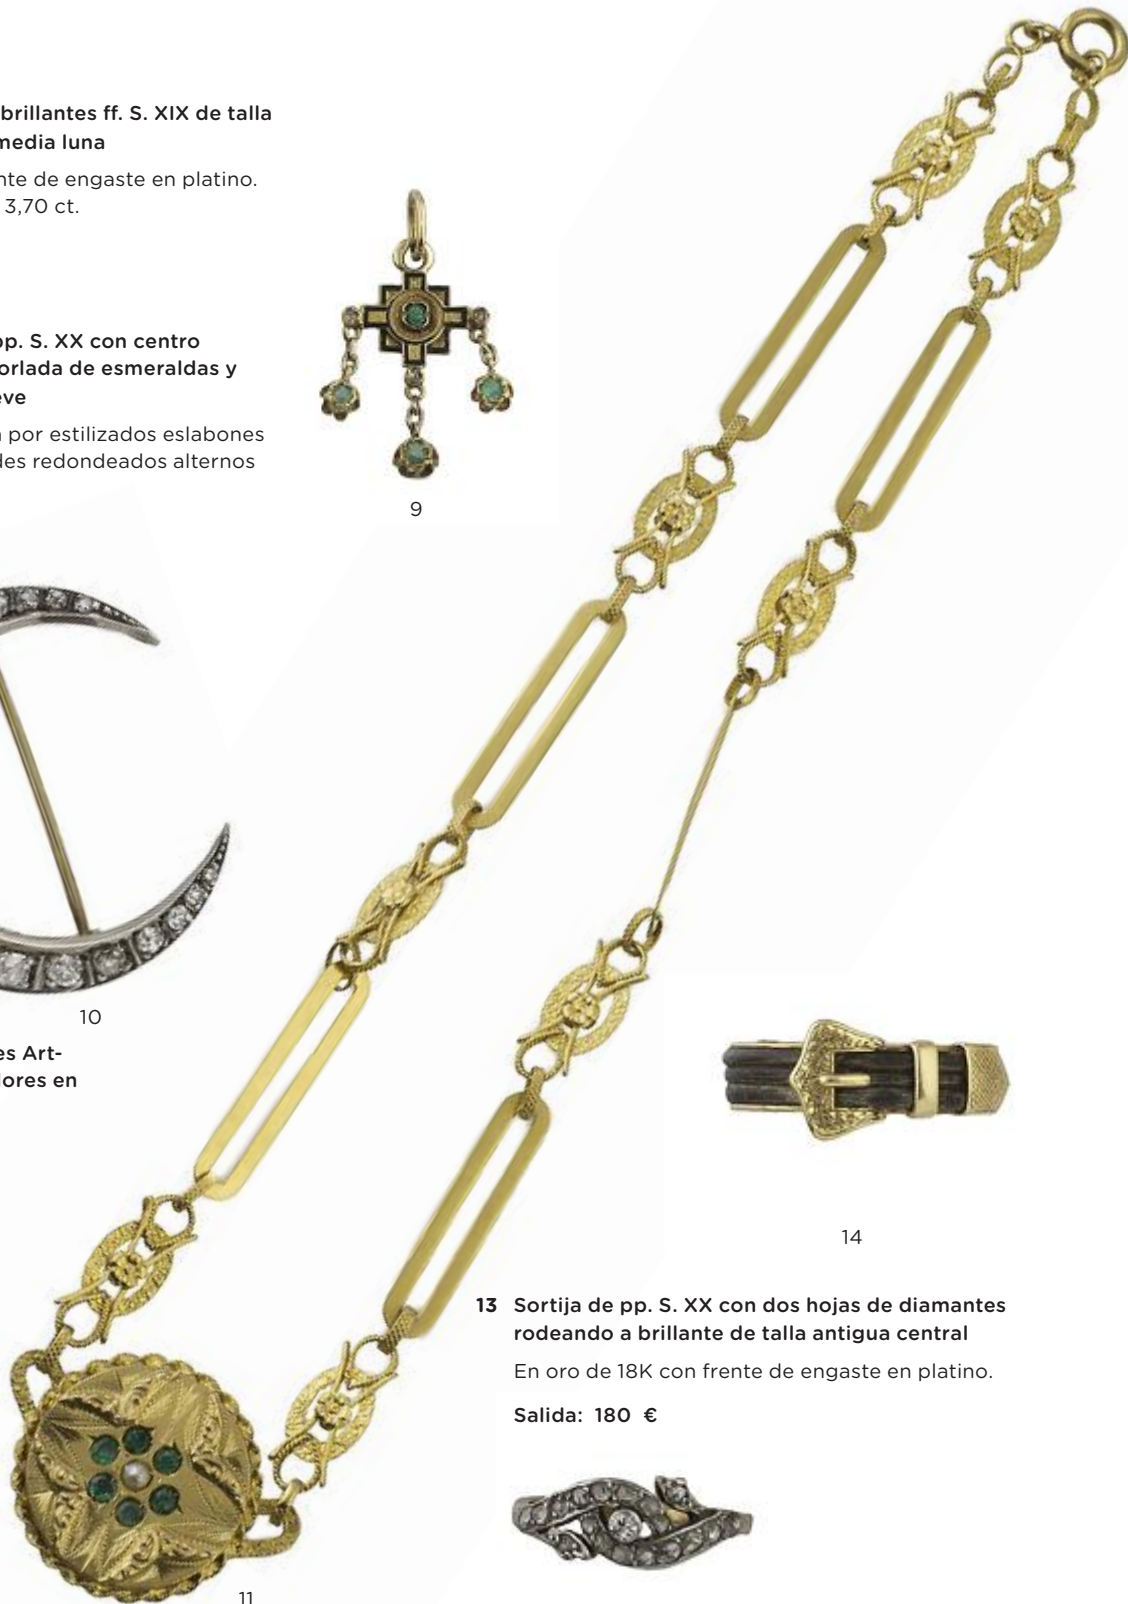 brillantes ff. S. XIX de talla
media luna
nte de engaste en platino.
3,70 ct.
pp. S. XX con centro
orlada de esmeraldas y
eve
por estilizados eslabones
des redondeados alternos
9
10
es Art-
lores en
14
13 Sortija de pp. S. XX con dos hojas de diamantes
rodeando a brillante de talla antigua central
En oro de 18K con frente de engaste en platino.
Salida: 180 €
11